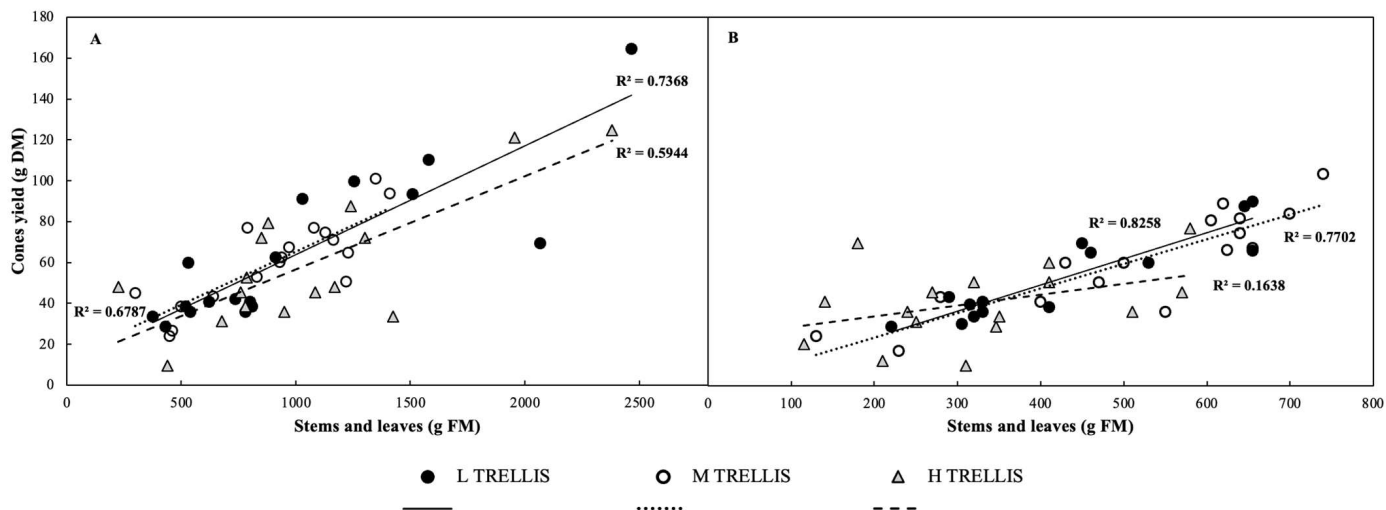 180
160
140
120
100
80
60
40
20
0
Cones yield (g DM)
A
R² = 0.7368
R² = 0.5944
R² = 0.6787
0 500 1000 1500 2000 2500
Stems and leaves (g FM)
B
R² = 0.8258
R² = 0.7702
R² = 0.1638
0 100 200 300 400 500 600 700 800
Stems and leaves (g FM)
L TRELLIS M TRELLIS H TRELLIS